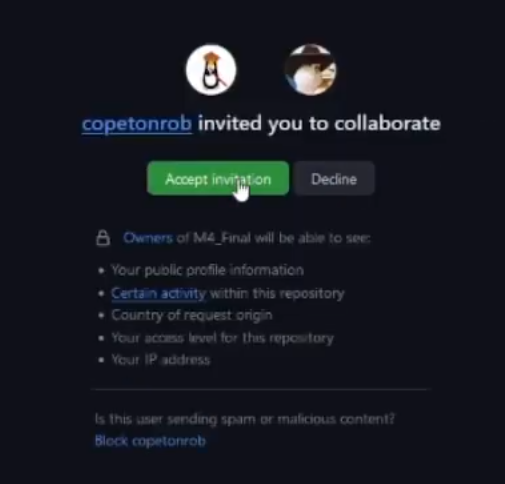 copetonrob invited you to collaborate
Accept invitation Decline
Owners of M4_Final will be able to see:
• Your public profile information
• Certain activity within this repository
• Country of request origin
• Your access level for this repository
• Your IP address
Is this user sending spam or malicious content?
Block copetonrob